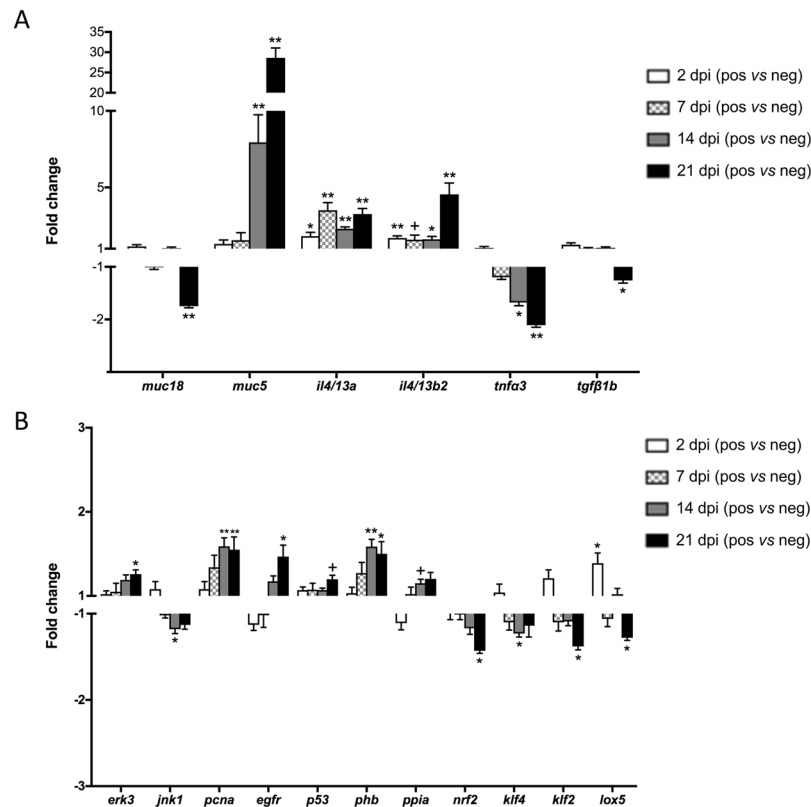 A
35
30
25
20
10
5
1
-1
-2
Fold change
** ** * ** ** ** ** + * ** ** * ** *
muc18 muc5 il4/13a il4/13b2 tnfα3 tgfβ1b
2 dpi (pos vs neg)
7 dpi (pos vs neg)
14 dpi (pos vs neg)
21 dpi (pos vs neg)
B
3
2
1
-1
-2
-3
Fold change
* * ** ** * + ** * + * * * * *
erk3 jnk1 pcna egfr p53 phb ppia nrf2 klf4 klf2 lox5
2 dpi (pos vs neg)
7 dpi (pos vs neg)
14 dpi (pos vs neg)
21 dpi (pos vs neg)